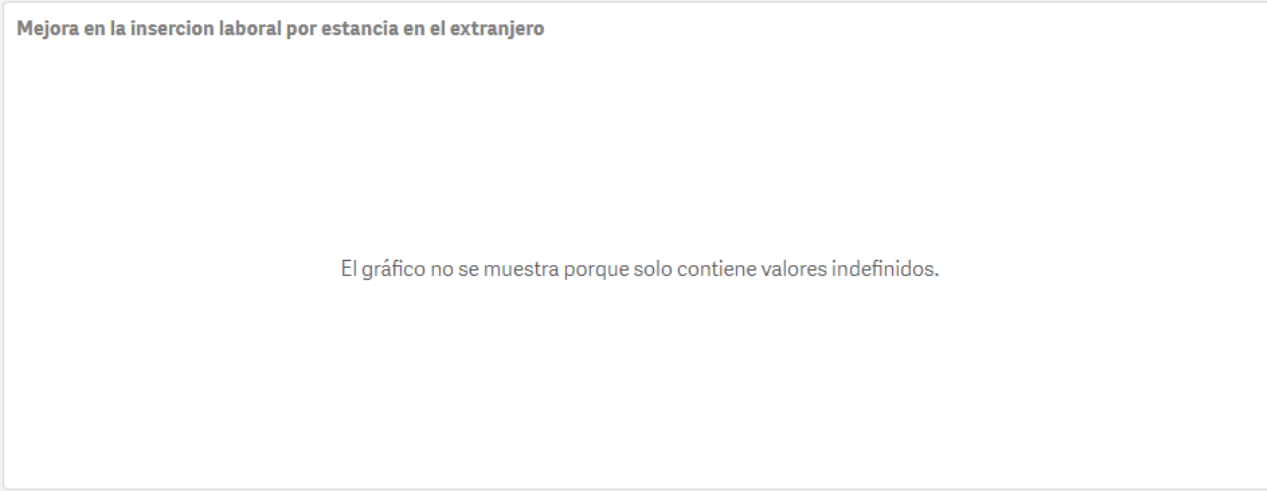 Mejora en la insercion laboral por estancia en el extranjero
El gráfico no se muestra porque solo contiene valores indefinidos.